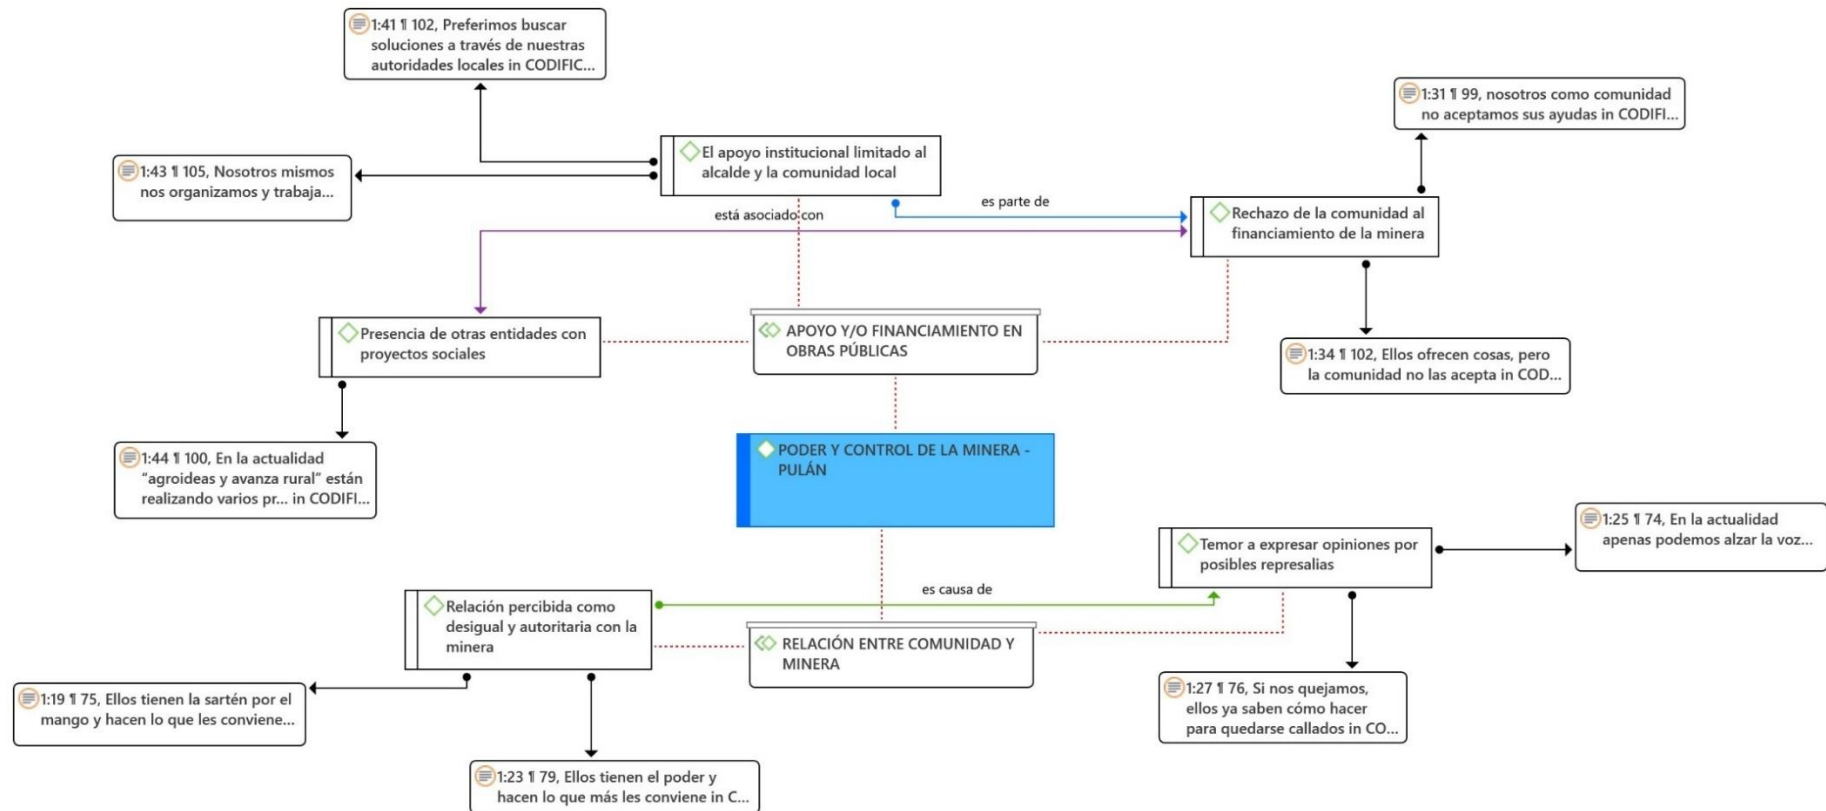 1:41 ¶ 102, Preferimos buscar
soluciones a través de nuestras
autoridades locales in CODIFIC...
1:31 ¶ 99, nosotros como comunidad
no aceptamos sus ayudas in CODIFI...
El apoyo institucional limitado al
alcalde y la comunidad local
1:43 ¶ 105, Nosotros mismos
nos organizamos y trabaja...
es parte de
está asociado con
Rechazo de la comunidad al
financiamiento de la minera
Presencia de otras entidades con
proyectos sociales
APOYO Y/O FINANCIAMIENTO EN
OBRAS PÚBLICAS
1:34 ¶ 102, Ellos ofrecen cosas, pero
la comunidad no las acepta in COD...
1:44 ¶ 100, En la actualidad
“agroideas y avanza rural” están
realizando varios pr... in CODIFI...
PODER Y CONTROL DE LA MINERA -
PULÁN
1:25 ¶ 74, En la actualidad
apenas podemos alzar la voz...
Temor a expresar opiniones por
posibles represalias
es causa de
Relación percibida como
desigual y autoritaria con la
minera
RELACIÓN ENTRE COMUNIDAD Y
MINERA
1:19 ¶ 75, Ellos tienen la sartén por el
mango y hacen lo que les conviene...
1:27 ¶ 76, Si nos quejamos,
ellos ya saben cómo hacer
para quedarse callados in CO...
1:23 ¶ 79, Ellos tienen el poder y
hacen lo que más les conviene in C...